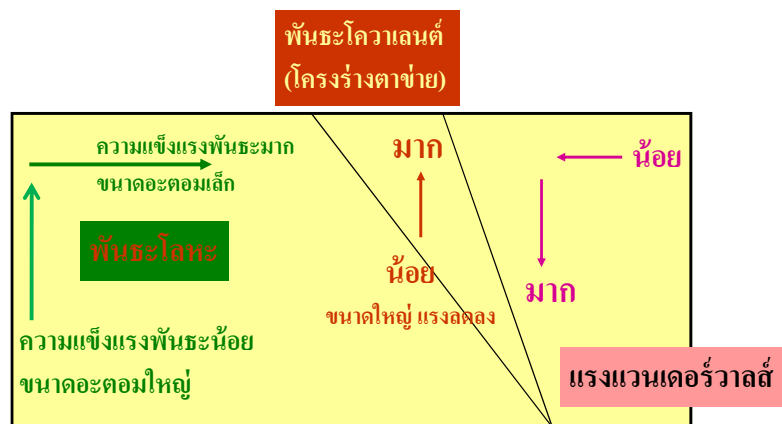 พันธะโควาเลนต์
(โครงร่างตาข่าย)
ความแข็งแรงพันธะมาก
ขนาดอะตอมเล็ก
พันธะโลหะ
ความแข็งแรงพันธะน้อย
ขนาดอะตอมใหญ่
มาก
น้อย
ขนาดใหญ่ แรงลดลง
น้อย
มาก
แรงแวนเดอร์วาลส์